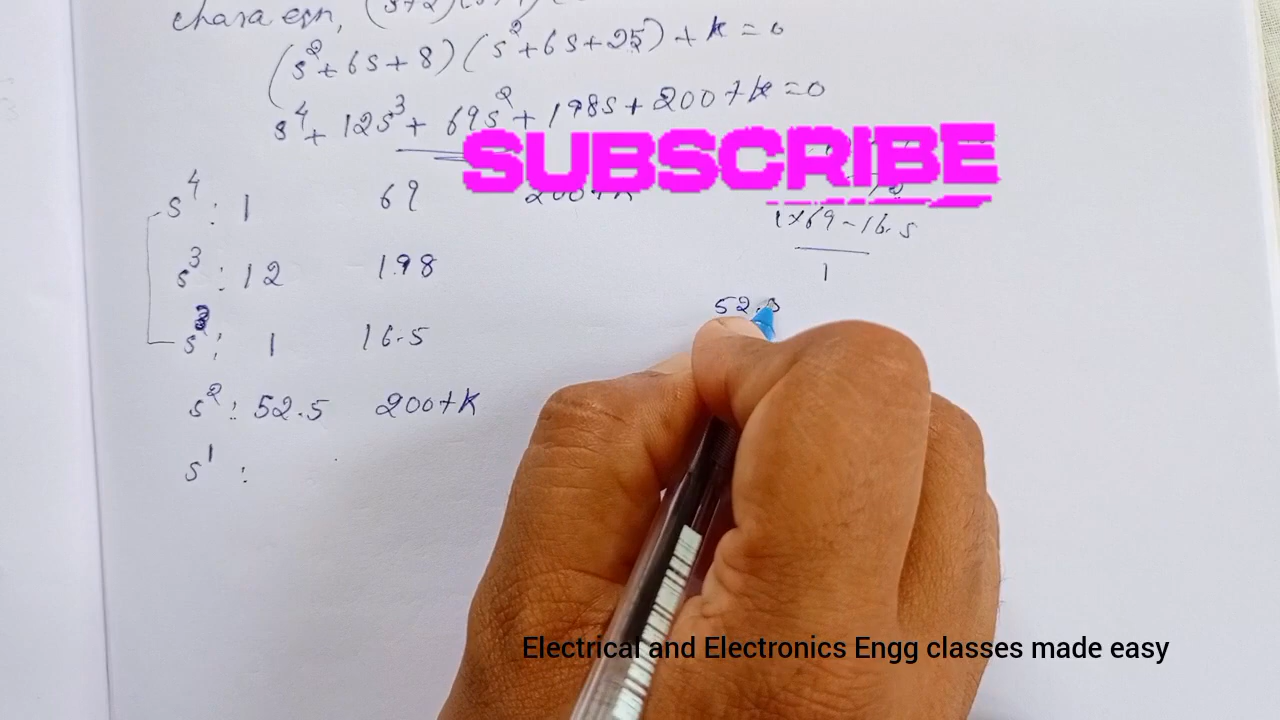 chara eqn,
(s²+6s+8)(s²+6s+25)+k=0
s⁴+12s³+69s²+198s+200+k=0
SUBSCRIBE
s⁴: 1 69 200+k
1×69-16.5
1
s³: 12 198
52.5
s²: 1 16.5
s²: 52.5 200+k
s¹:
Electrical and Electronics Engg classes made easy